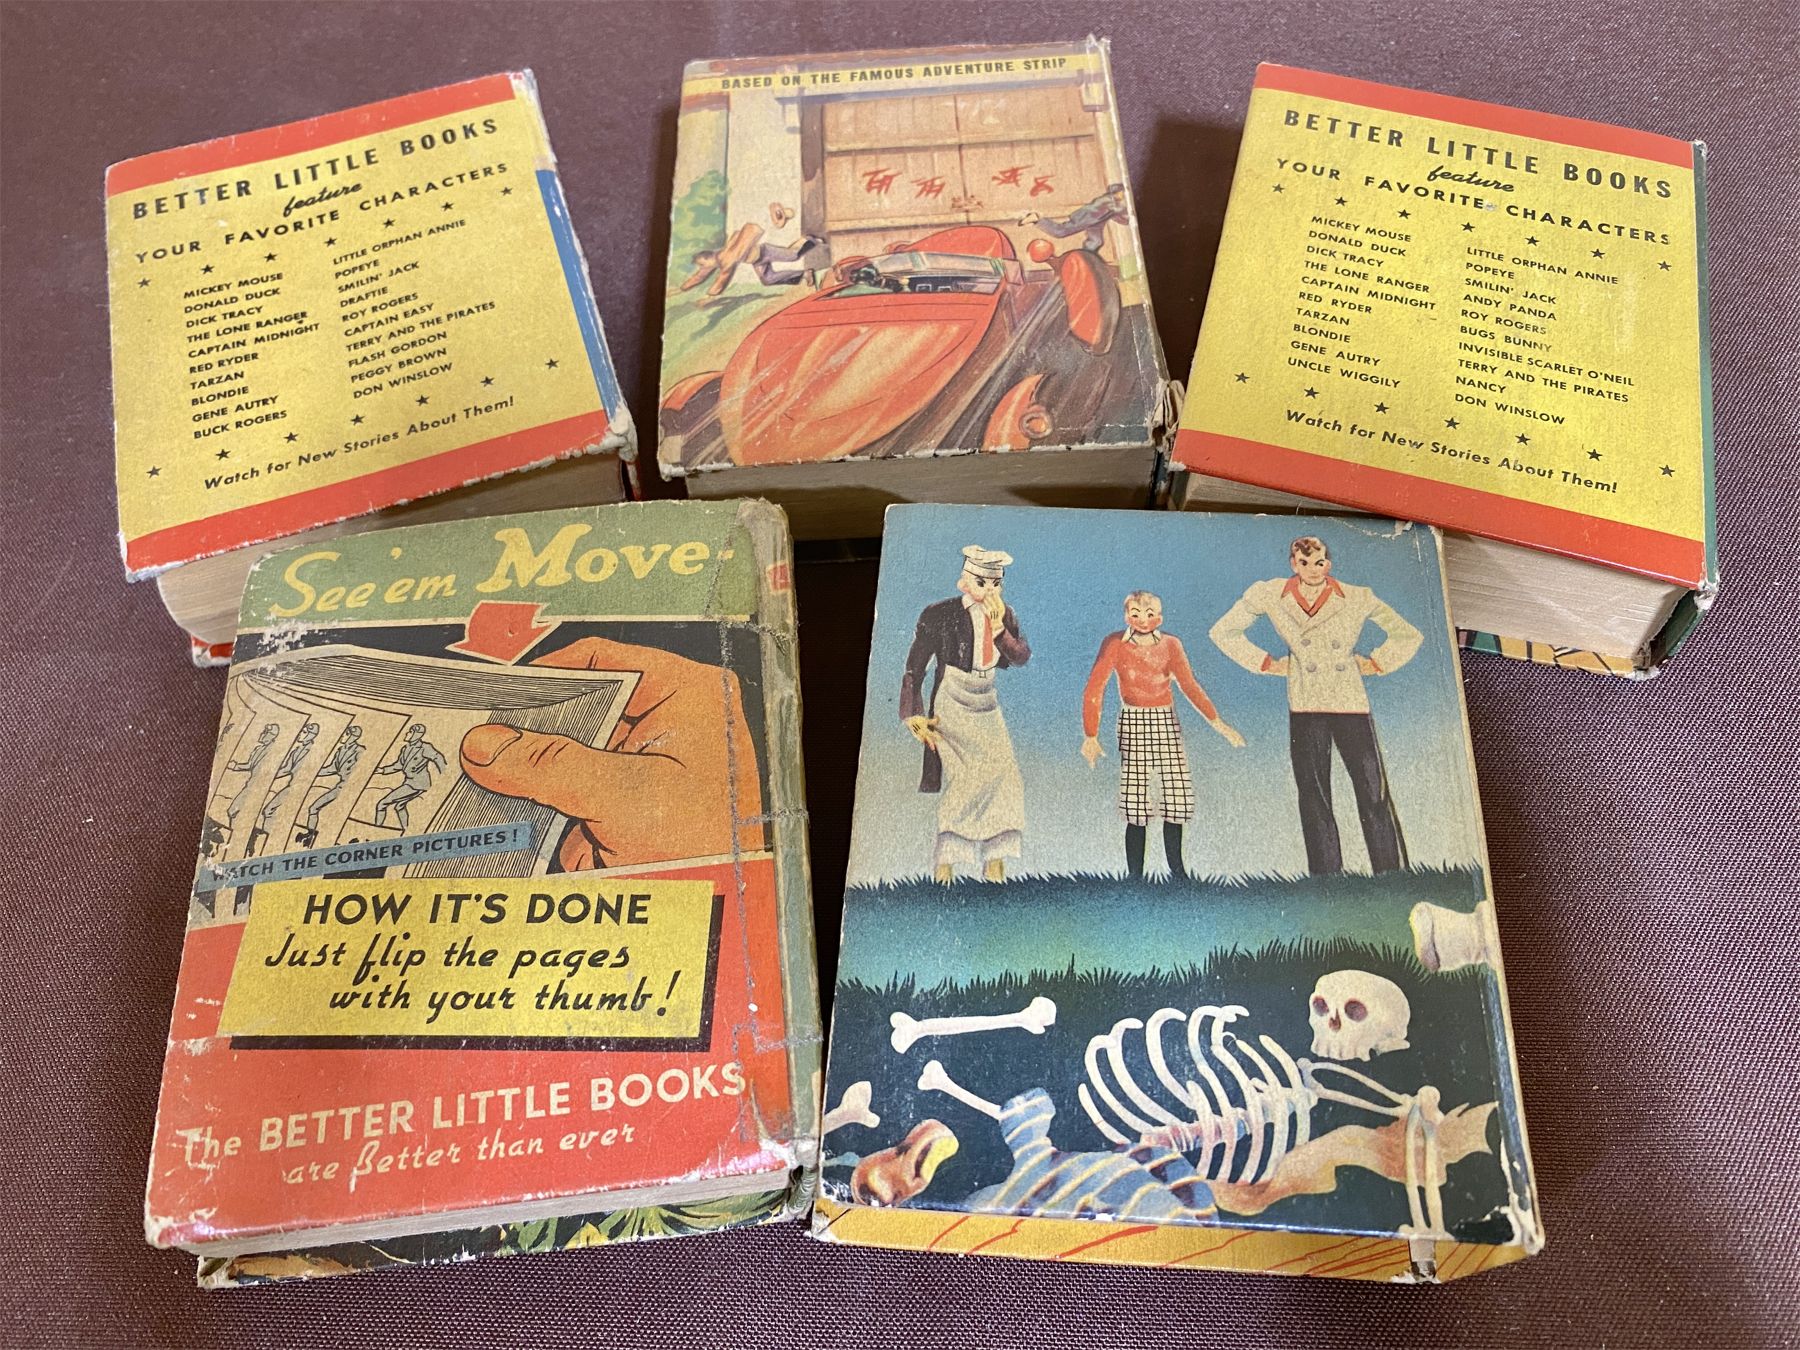 BETTER LITTLE BOOKS
feature
YOUR FAVORITE CHARACTERS
MICKEY MOUSE
DONALD DUCK
DICK TRACY
THE LONE RANGER
CAPTAIN MIDNIGHT
RED RYDER
TARZAN
BLONDIE
GENE AUTRY
BUCK ROGERS
LITTLE ORPHAN ANNIE
POPEYE
SMILIN' JACK
DRAFTIE
ROY ROGERS
CAPTAIN EASY
TERRY AND THE PIRATES
FLASH GORDON
PEGGY BROWN
DON WINSLOW
Watch for New Stories About Them!
BASED ON THE FAMOUS ADVENTURE STRIP
BETTER LITTLE BOOKS
feature
YOUR FAVORITE CHARACTERS
MICKEY MOUSE
DONALD DUCK
DICK TRACY
THE LONE RANGER
CAPTAIN MIDNIGHT
RED RYDER
TARZAN
BLONDIE
GENE AUTRY
UNCLE WIGGILY
LITTLE ORPHAN ANNIE
POPEYE
SMILIN' JACK
ANDY PANDA
ROY ROGERS
BUGS BUNNY
INVISIBLE SCARLET O'NEIL
TERRY AND THE PIRATES
NANCY
DON WINSLOW
Watch for New Stories About Them!
See 'em Move-
WATCH THE CORNER PICTURES!
HOW IT'S DONE
Just flip the pages
with your thumb!
The BETTER LITTLE BOOKS
are Better than ever